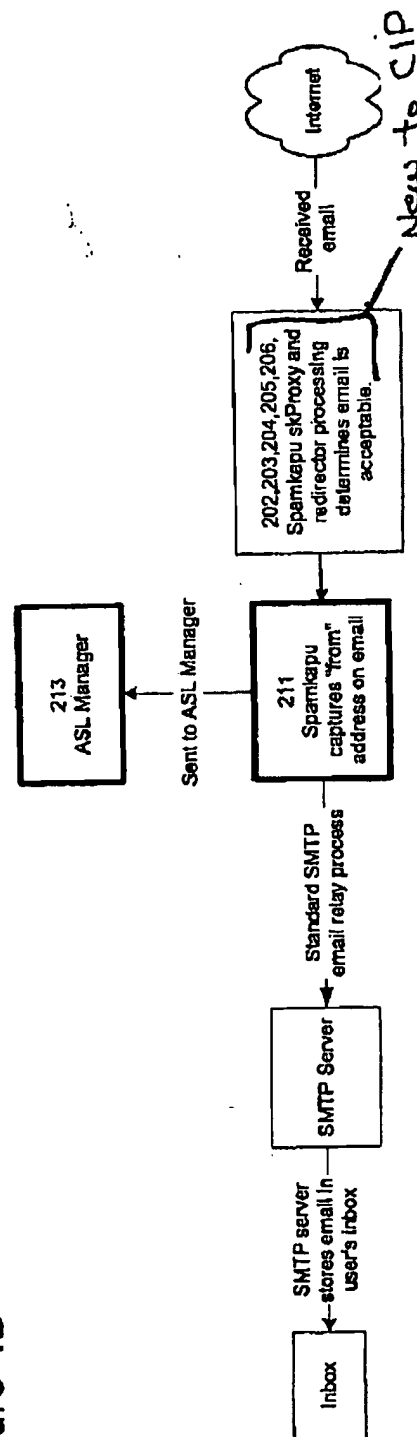 213
ASL Manager
Sent to ASL Manager
Inbox
SMTP server
stores email in
user's inbox
SMTP Server
Standard SMTP
email relay process
211
Spamkapu
captures "from"
address on email
202,203,204,205,206,
Spamkapu skProxy and
redirector processing
determines email is
acceptable.
Received
email
Internet
New to CIP